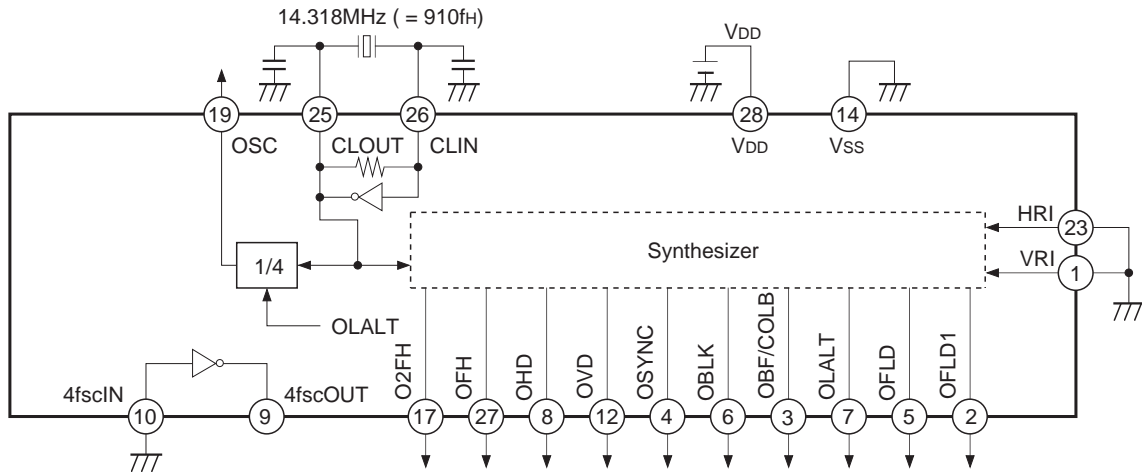 14.318MHz ( = 910fH)
VDD
19
25
26
28
14
OSC
CLOUT
CLIN
VDD
VSS
HRI
23
Synthesizer
VRI
1
1/4
OLALT
O2FH
OFH
OHD
OVD
OSYNC
OBLK
OBF/COLB
OLALT
OFLD
OFLD1
4fscIN
4fscOUT
10
9
17
27
8
12
4
6
3
7
5
2